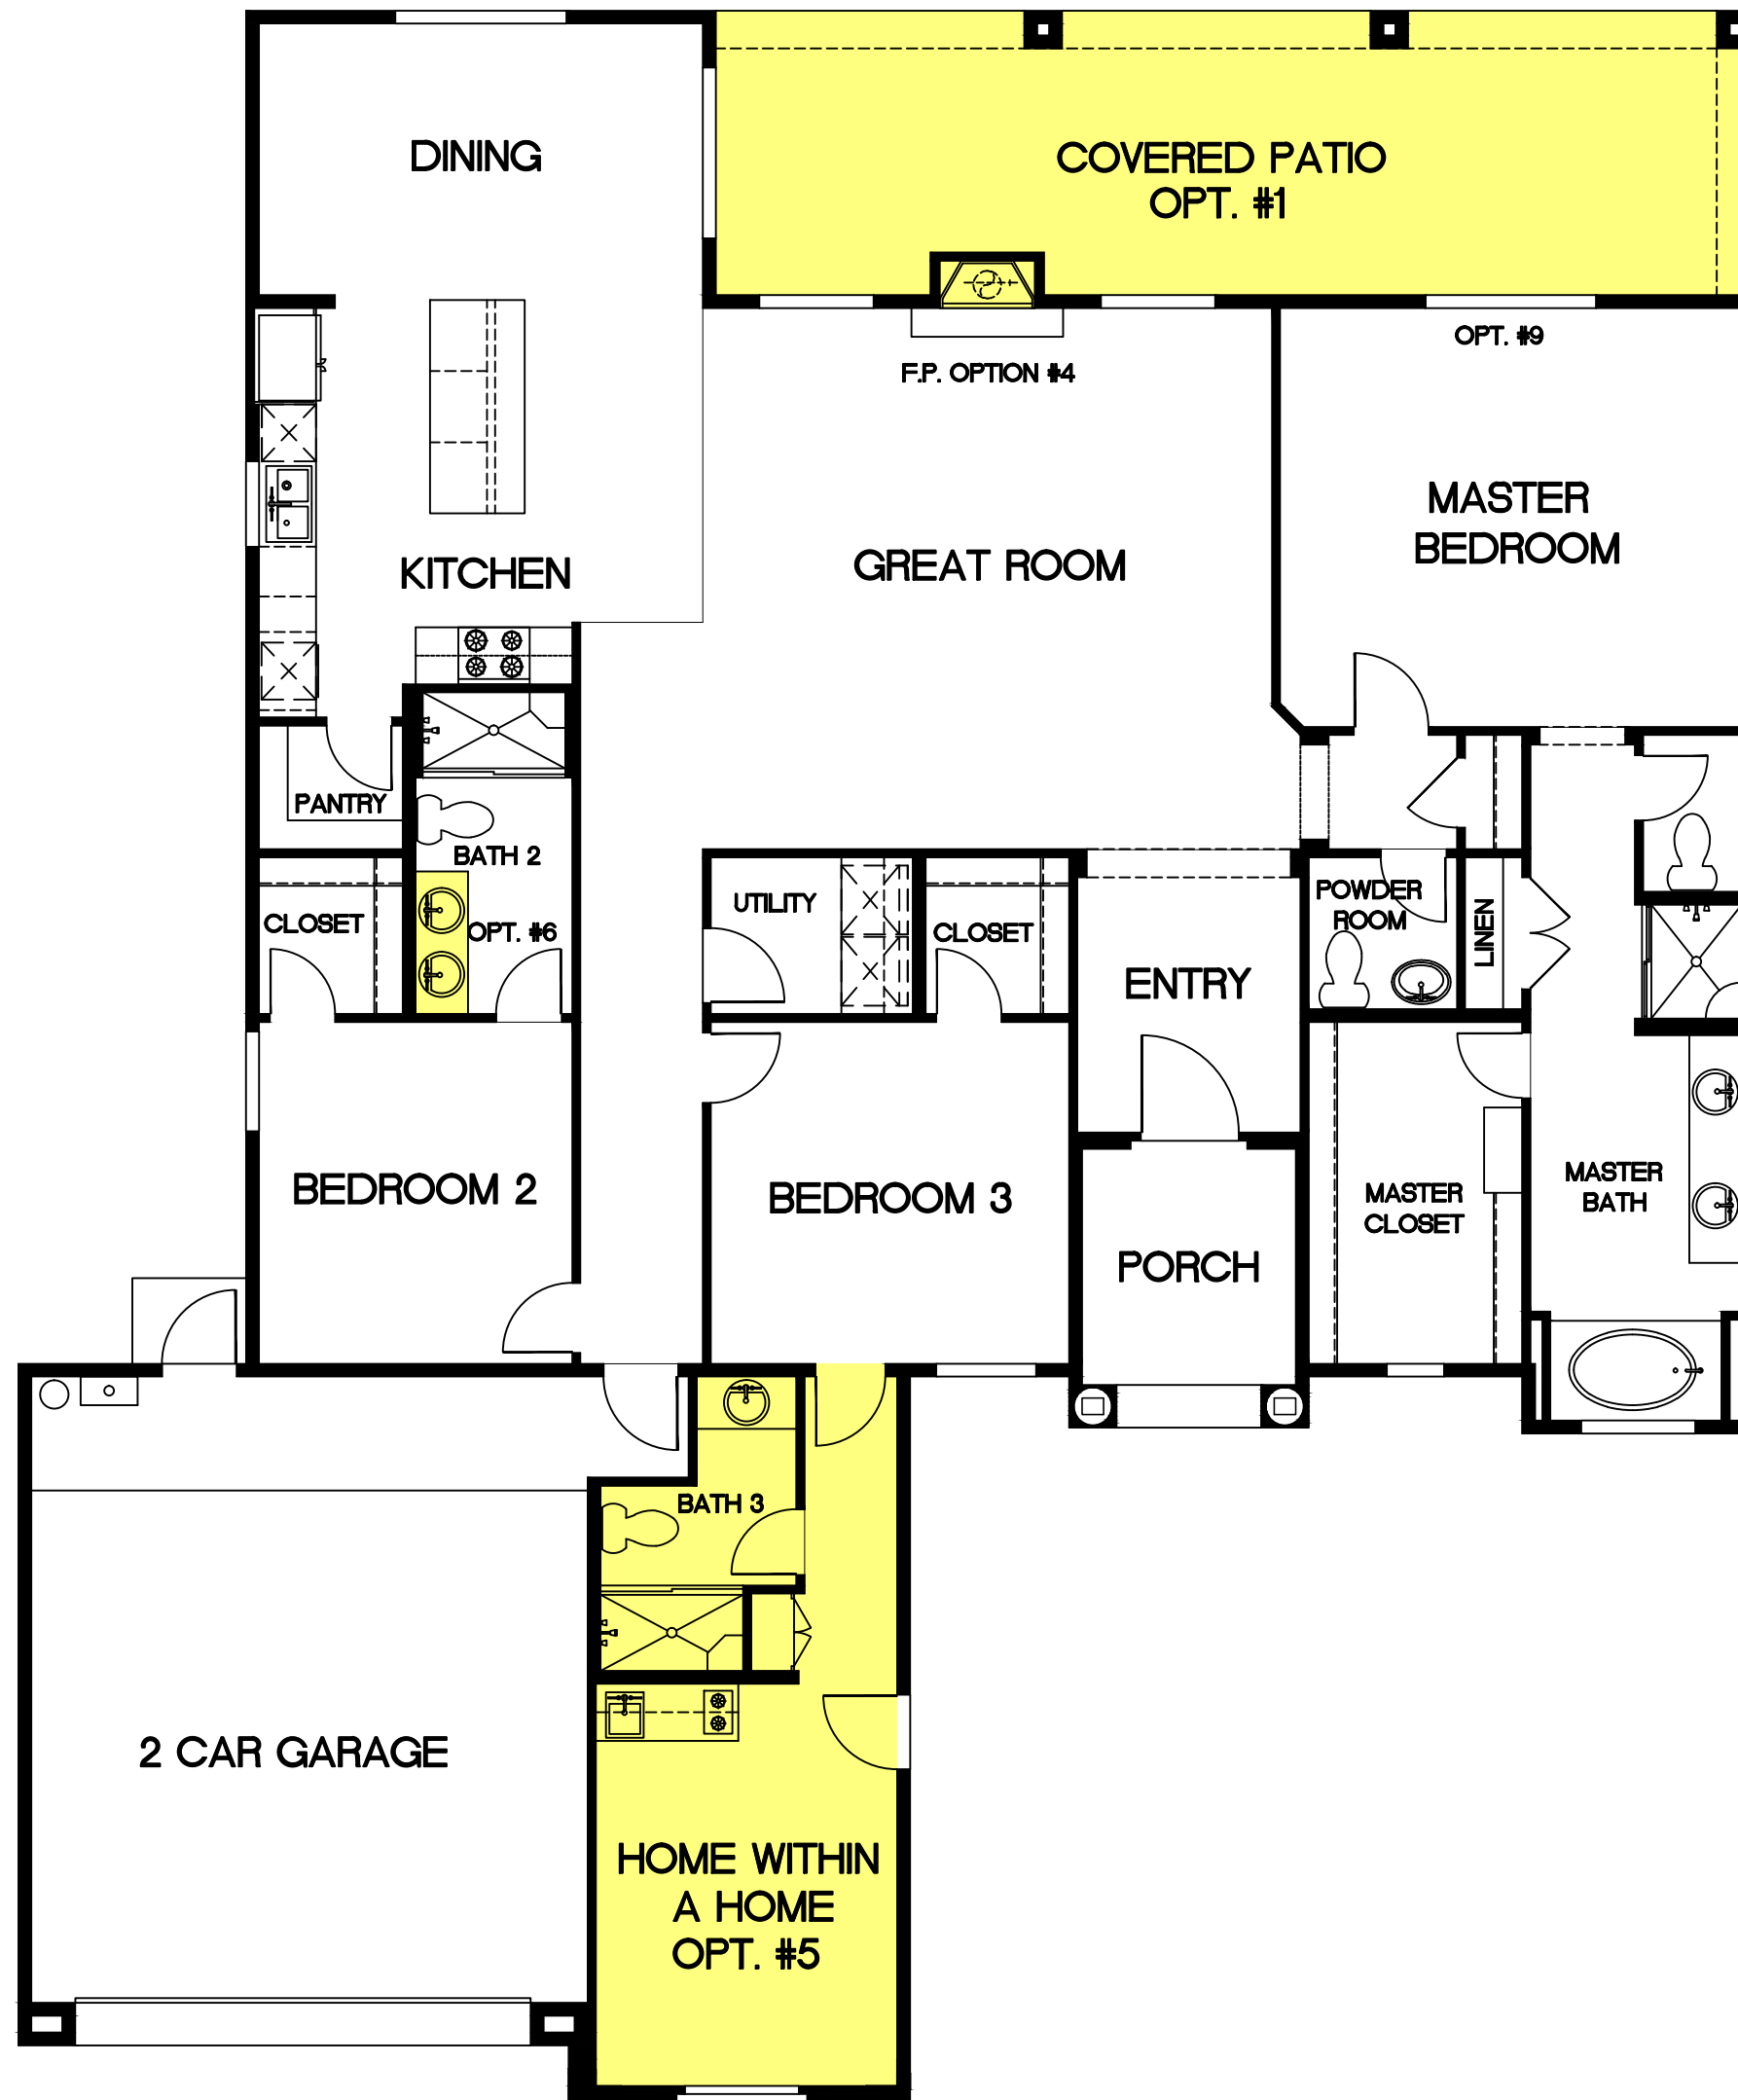 DINING
COVERED PATIO
OPT. #1
OPT. #9
F.P. OPTION #4
MASTER
BEDROOM
GREAT ROOM
KITCHEN
PANTRY
BATH 2
OPT. #6
CLOSET
UTILITY
CLOSET
POWDER
ROOM
LINEN
ENTRY
BEDROOM 2
BEDROOM 3
MASTER
CLOSET
MASTER
BATH
PORCH
BATH 3
2 CAR GARAGE
HOME WITHIN
A HOME
OPT. #5